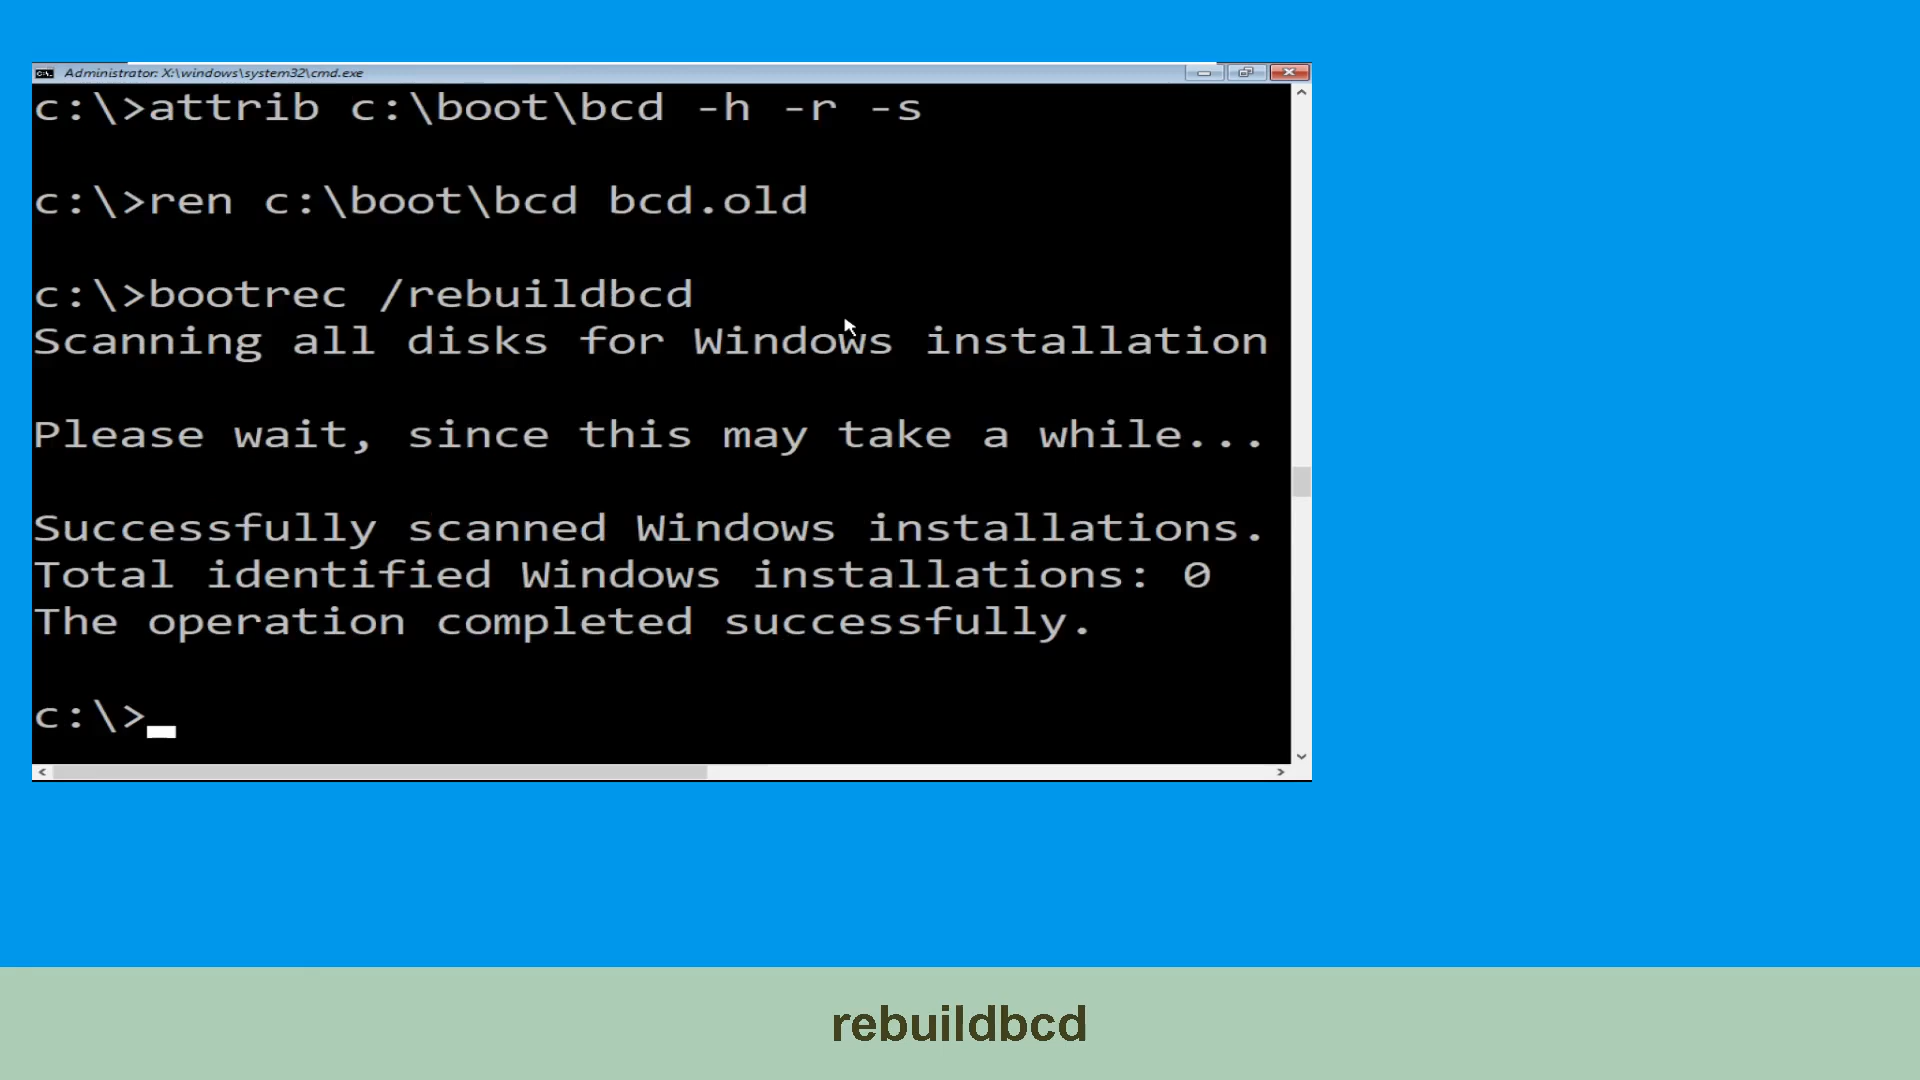 Administrator: X:\windows\system32\cmd.exe
c:\>attrib c:\boot\bcd -h -r -s
c:\>ren c:\boot\bcd bcd.old
c:\>bootrec /rebuildbcd
Scanning all disks for Windows installation
Please wait, since this may take a while...
Successfully scanned Windows installations.
Total identified Windows installations: 0
The operation completed successfully.
c:\>
rebuildbcd